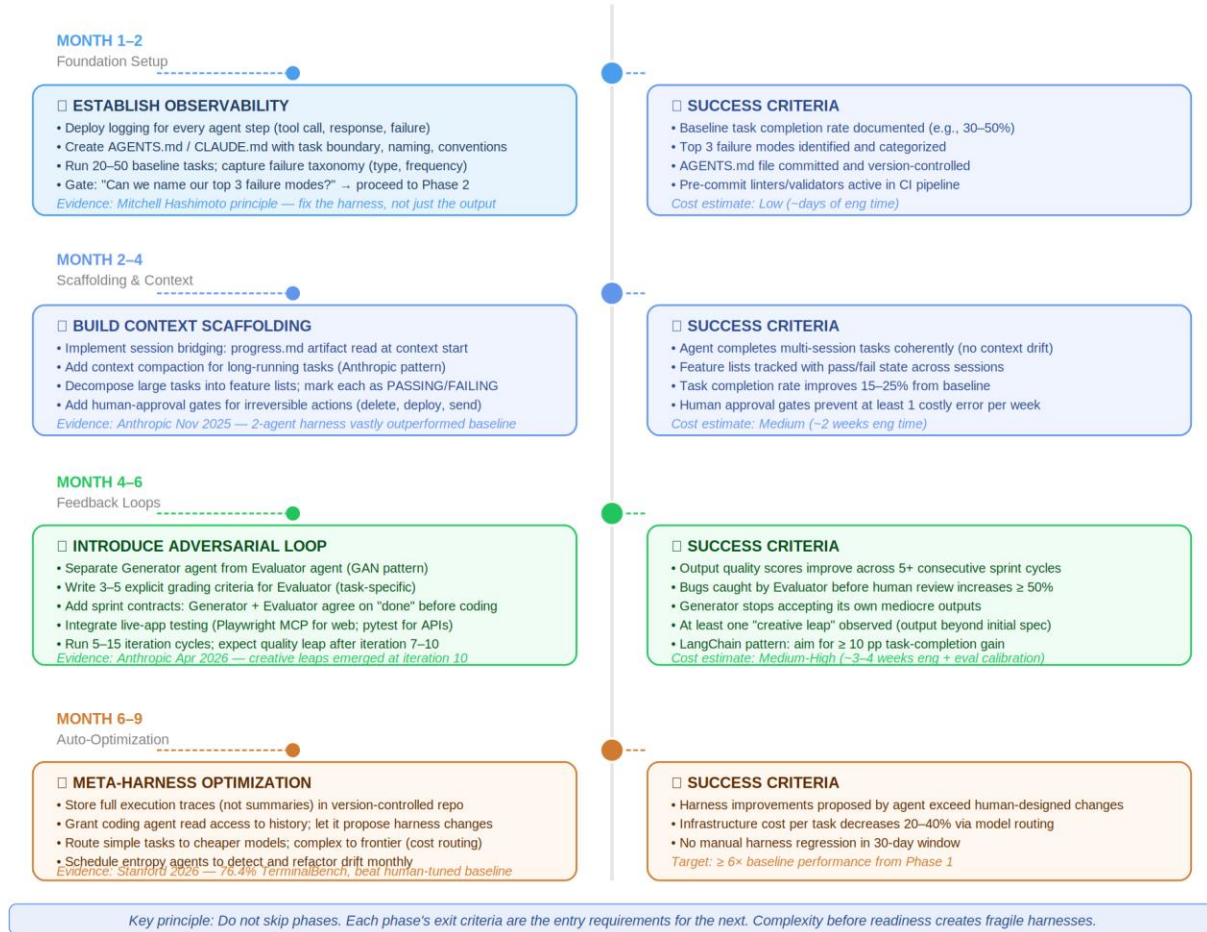 MONTH 1–2
Foundation Setup
ESTABLISH OBSERVABILITY
• Deploy logging for every agent step (tool call, response, failure)
• Create AGENTS.md / CLAUDE.md with task boundary, naming, conventions
• Run 20–50 baseline tasks; capture failure taxonomy (type, frequency)
• Gate: "Can we name our top 3 failure modes?" → proceed to Phase 2
Evidence: Mitchell Hashimoto principle — fix the harness, not just the output
SUCCESS CRITERIA
• Baseline task completion rate documented (e.g., 30–50%)
• Top 3 failure modes identified and categorized
• AGENTS.md file committed and version-controlled
• Pre-commit linters/validators active in CI pipeline
Cost estimate: Low (~days of eng time)
MONTH 2–4
Scaffolding & Context
BUILD CONTEXT SCAFFOLDING
• Implement session bridging: progress.md artifact read at context start
• Add context compaction for long-running tasks (Anthropic pattern)
• Decompose large tasks into feature lists; mark each as PASSING/FAILING
• Add human-approval gates for irreversible actions (delete, deploy, send)
Evidence: Anthropic Nov 2025 — 2-agent harness vastly outperformed baseline
SUCCESS CRITERIA
• Agent completes multi-session tasks coherently (no context drift)
• Feature lists tracked with pass/fail state across sessions
• Task completion rate improves 15–25% from baseline
• Human approval gates prevent at least 1 costly error per week
Cost estimate: Medium (~2 weeks eng time)
MONTH 4–6
Feedback Loops
INTRODUCE ADVERSARIAL LOOP
• Separate Generator agent from Evaluator agent (GAN pattern)
• Write 3–5 explicit grading criteria for Evaluator (task-specific)
• Add sprint contracts: Generator + Evaluator agree on "done" before coding
• Integrate live-app testing (Playwright MCP for web; pytest for APIs)
• Run 5–15 iteration cycles; expect quality leap after iteration 7–10
Evidence: Anthropic Apr 2026 — creative leaps emerged at iteration 10
SUCCESS CRITERIA
• Output quality scores improve across 5+ consecutive sprint cycles
• Bugs caught by Evaluator before human review increases ≥ 50%
• Generator stops accepting its own mediocre outputs
• At least one "creative leap" observed (output beyond initial spec)
• LangChain pattern: aim for ≥ 10 pp task-completion gain
Cost estimate: Medium-High (~3–4 weeks eng + eval calibration)
MONTH 6–9
Auto-Optimization
META-HARNESS OPTIMIZATION
• Store full execution traces (not summaries) in version-controlled repo
• Grant coding agent read access to history; let it propose harness changes
• Route simple tasks to cheaper models; complex to frontier (cost routing)
• Schedule entropy agents to detect and refactor drift monthly
Evidence: Stanford 2026 — 76.4% TerminalBench, beat human-tuned baseline
SUCCESS CRITERIA
• Harness improvements proposed by agent exceed human-designed changes
• Infrastructure cost per task decreases 20–40% via model routing
• No manual harness regression in 30-day window
Target: ≥ 6× baseline performance from Phase 1
Key principle: Do not skip phases. Each phase's exit criteria are the entry requirements for the next. Complexity before readiness creates fragile harnesses.